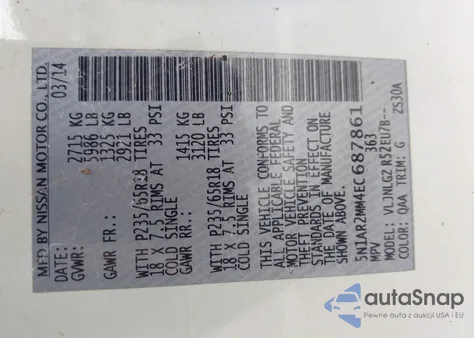 MFD BY NISSAN MOTOR CO., LTD.
DATE: 03/14
GVWR: 2715 KG
5986 LB
GAWR FR.: 1325 KG
2921 LB
WITH P235/65R18 TIRES
18 X 7.5 RIMS AT 33 PSI
COLD SINGLE
GAWR RR.: 1415 KG
3120 LB
WITH P235/65R18 TIRES
18 X 7.5 RIMS AT 33 PSI
COLD SINGLE
THIS VEHICLE CONFORMS TO
ALL APPLICABLE FEDERAL
MOTOR VEHICLE SAFETY AND
THEFT PREVENTION
STANDARDS IN EFFECT ON
THE DATE OF MANUFACTURE
SHOWN ABOVE.
5N1AR2MM4EC687861
MPV 363
MODEL: VLJNLGZ R52EU7B--
COLOR: QAA TRIM: G ZS30A
autoSnap
Pewne auta z aukcji USA i EU